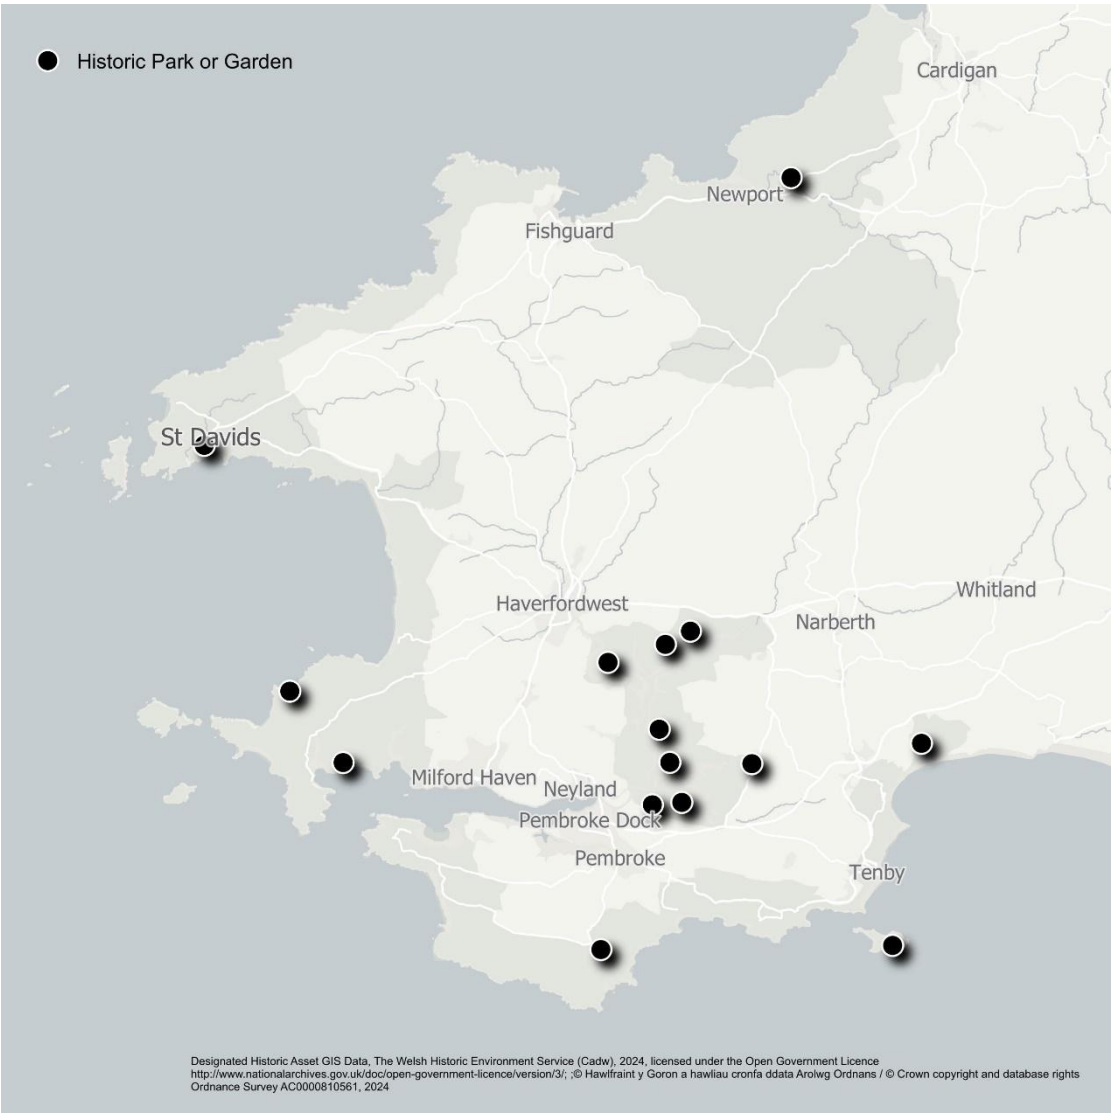 Historic Park or Garden
Cardigan
Newport
Fishguard
St Davids
Haverfordwest
Whitland
Narberth
Milford Haven
Neyland
Pembroke Dock
Pembroke
Tenby
Designated Historic Asset GIS Data, The Welsh Historic Environment Service (Cadw), 2024, licensed under the Open Government Licence
http://www.nationalarchives.gov.uk/doc/open-government-licence/version/3/; ;© Hawlfraint y Goron a hawliau cronfa ddata Arolwg Ordnans / © Crown copyright and database rights
Ordnance Survey AC0000810561, 2024